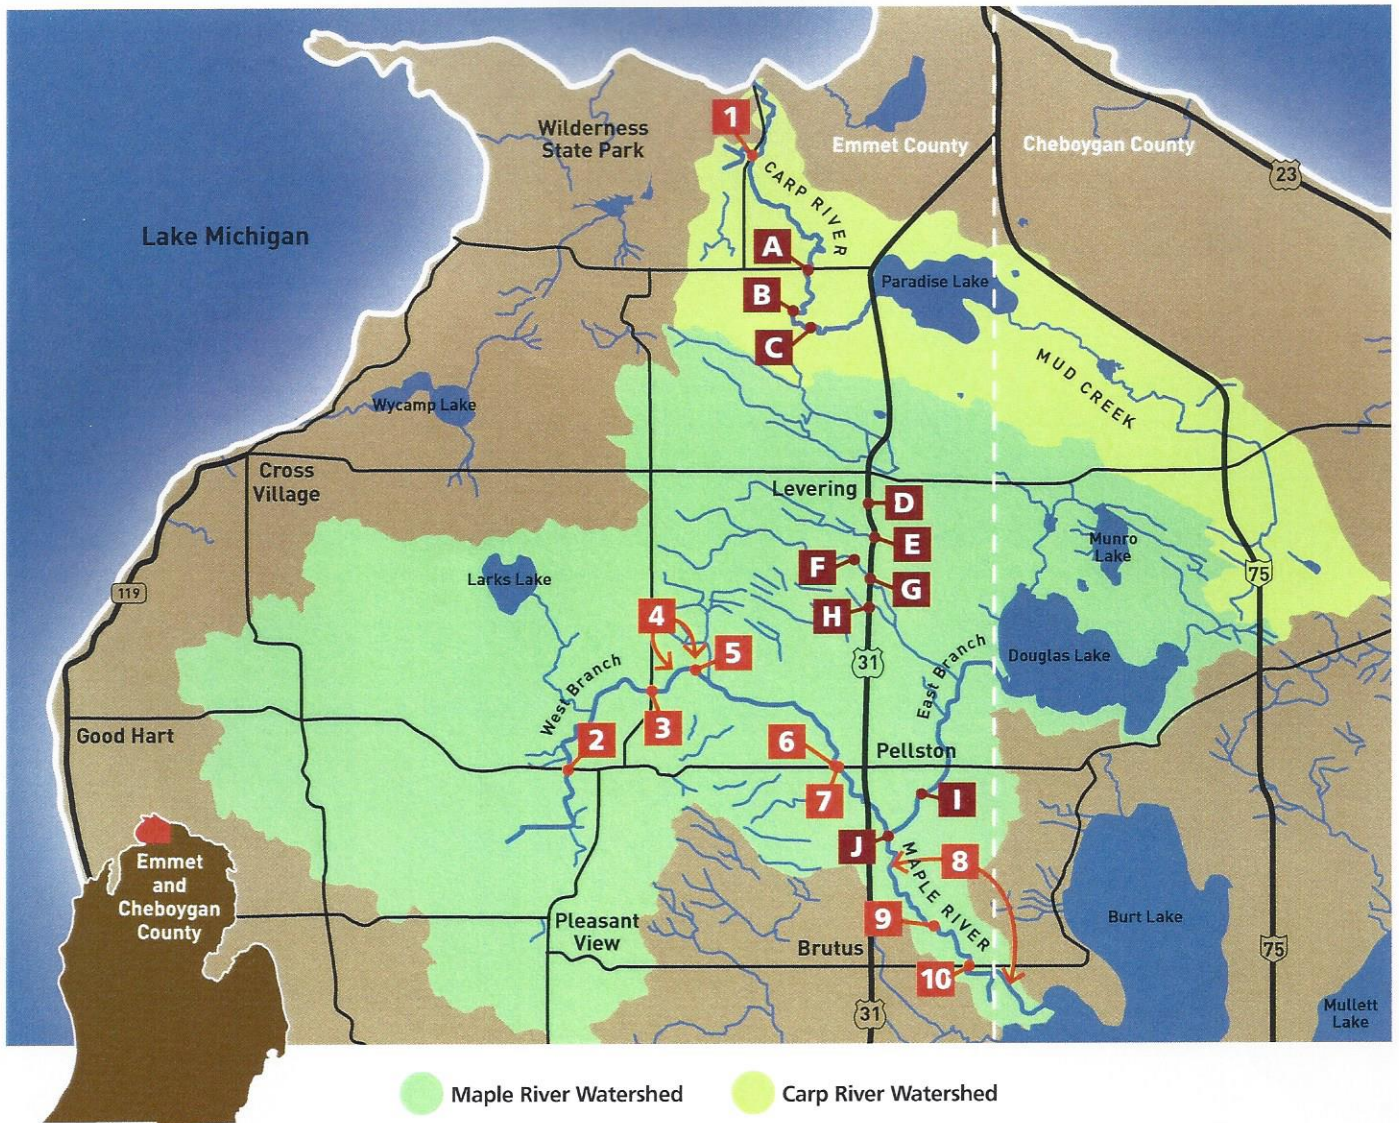 1
Wilderness
State Park
Emmet County
Cheboygan County
23
CARP RIVER
Lake Michigan
A
Paradise Lake
B
C
MUD CREEK
Wycamp Lake
Cross
Village
Levering
D
E
Munro
Lake
F
G
Larks Lake
75
119
H
4
5
31
Douglas Lake
West Branch
East Branch
3
2
6
Good Hart
Pellston
7
I
J
8
MAPLE RIVER
Emmet
and
Cheboygan
County
9
Burt Lake
Pleasant
View
Brutus
75
10
31
Mullett
Lake
Maple River Watershed
Carp River Watershed